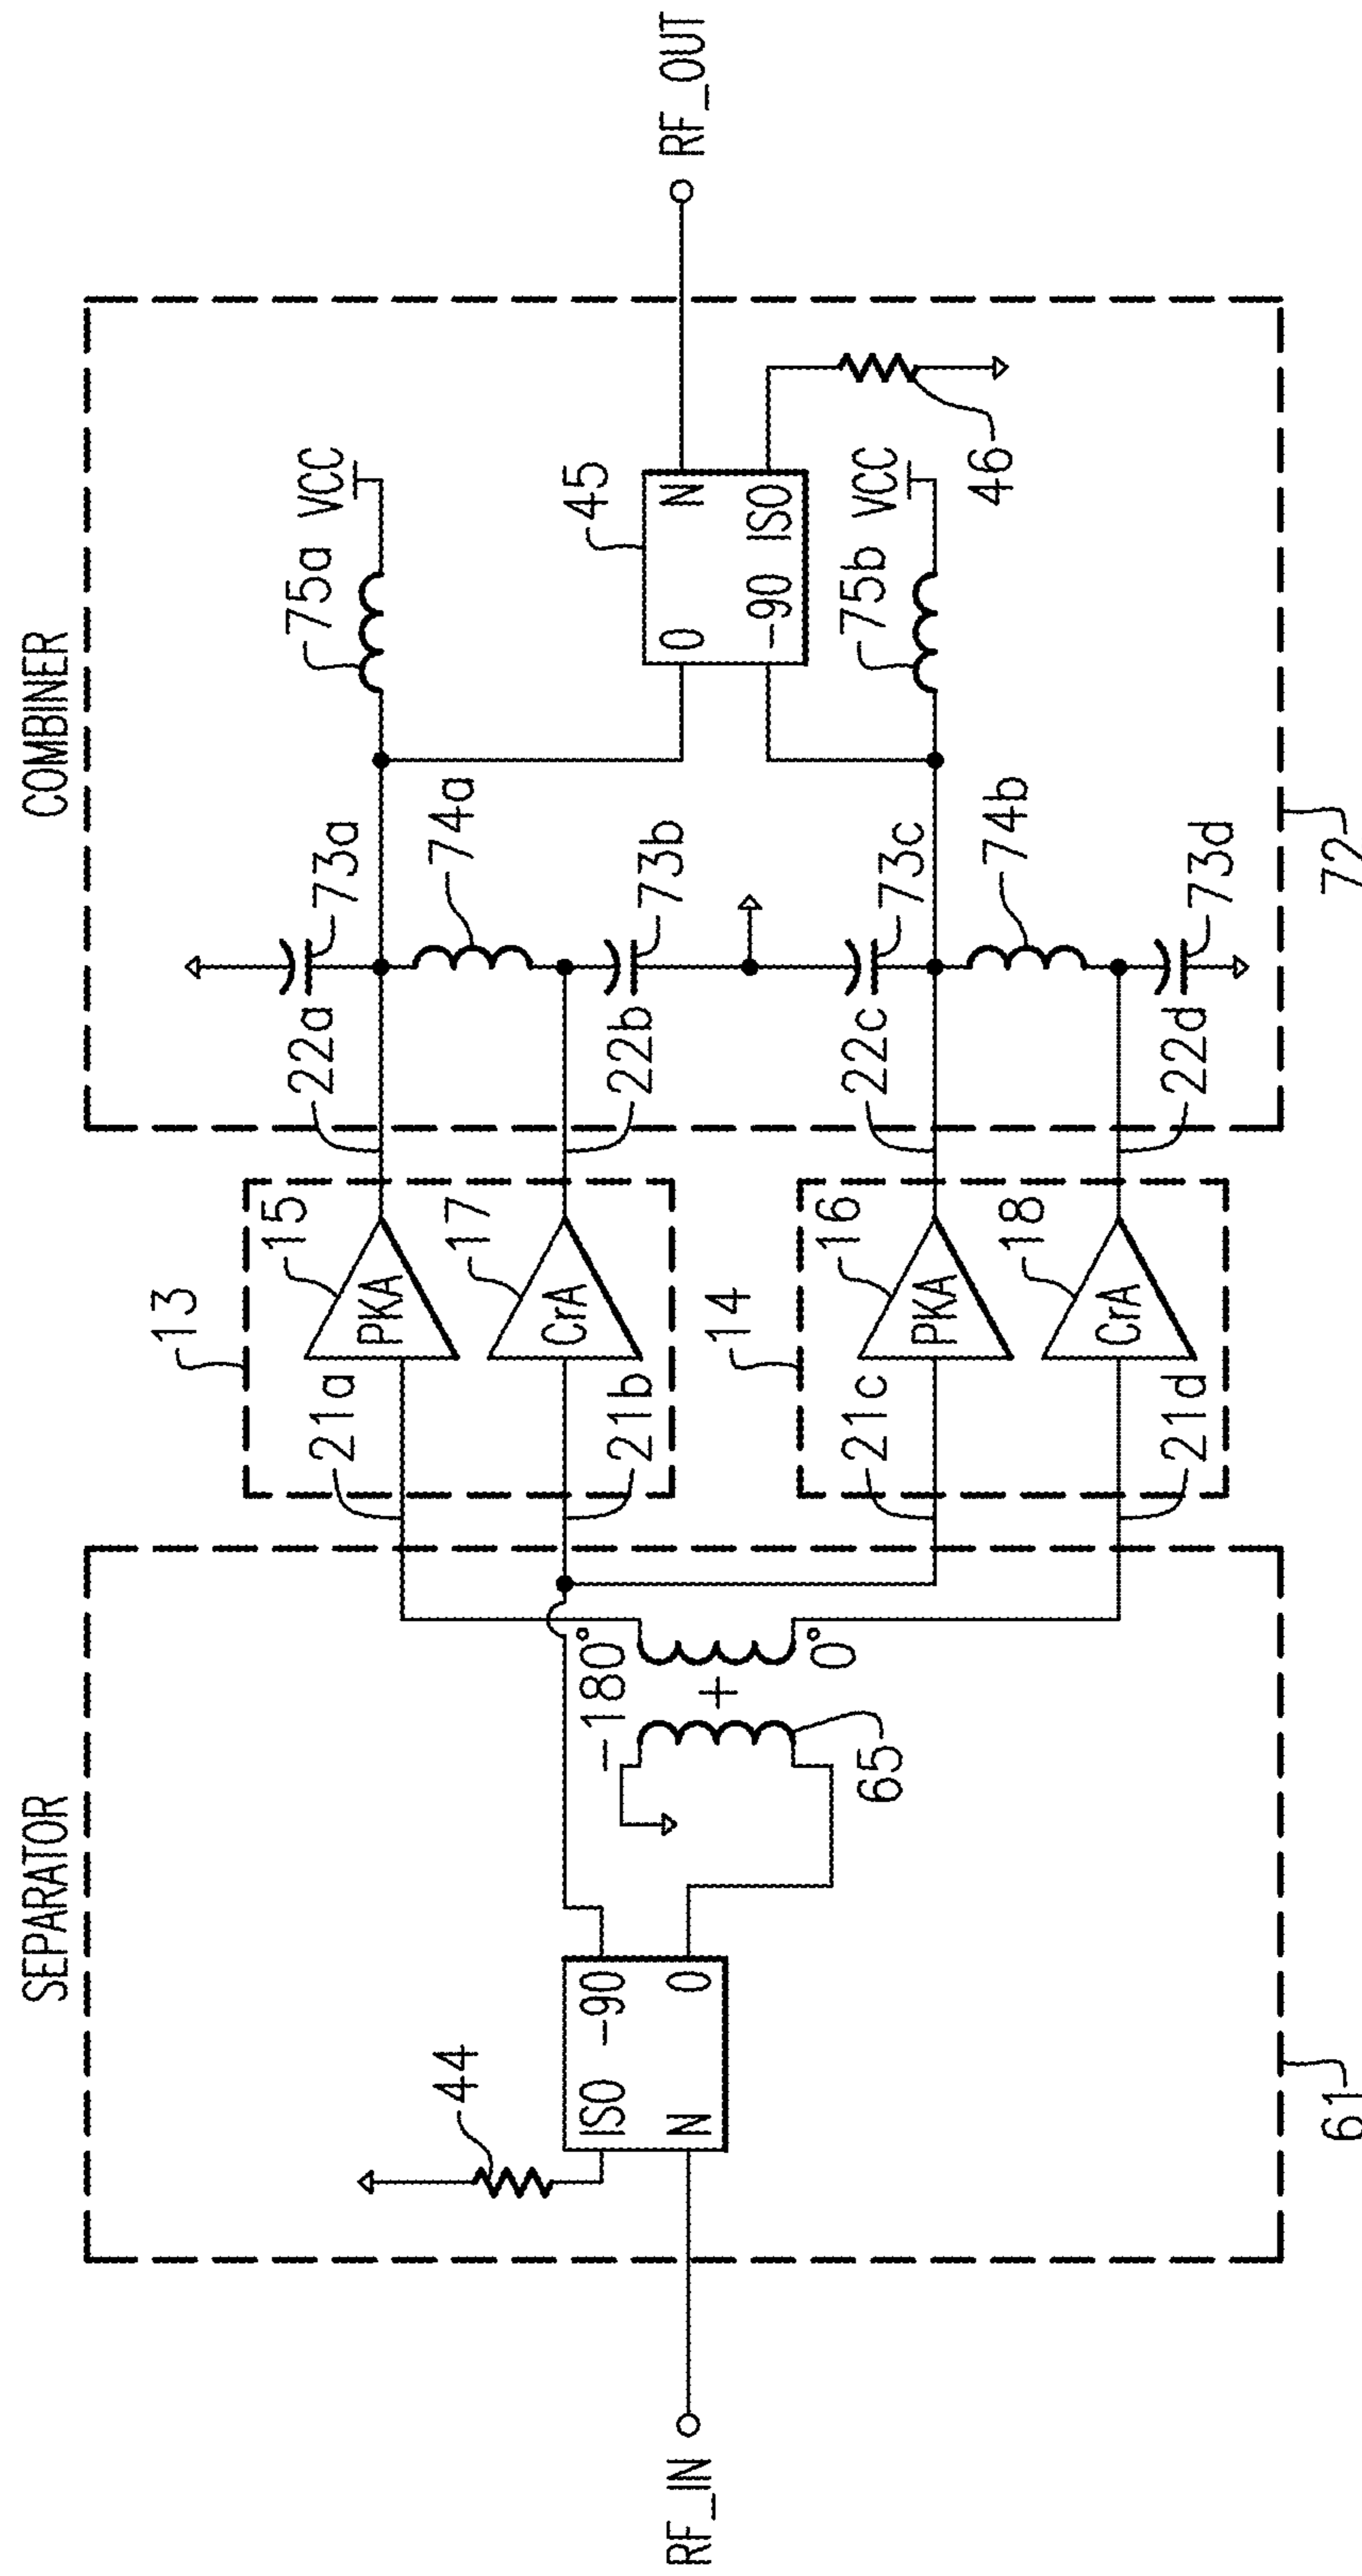 SEPARATOR
COMBINER
RF_IN
44
ISO -90
N 0
-180°
+
0°
65
61
13
21a
PKA
15
21b
CrA
17
14
21c
PKA
16
21d
CrA
18
22a
73a
22b
74a
73b
22c
73c
22d
74b
73d
75a
VCC
45
0 N
-90 ISO
75b
VCC
46
RF_OUT
72